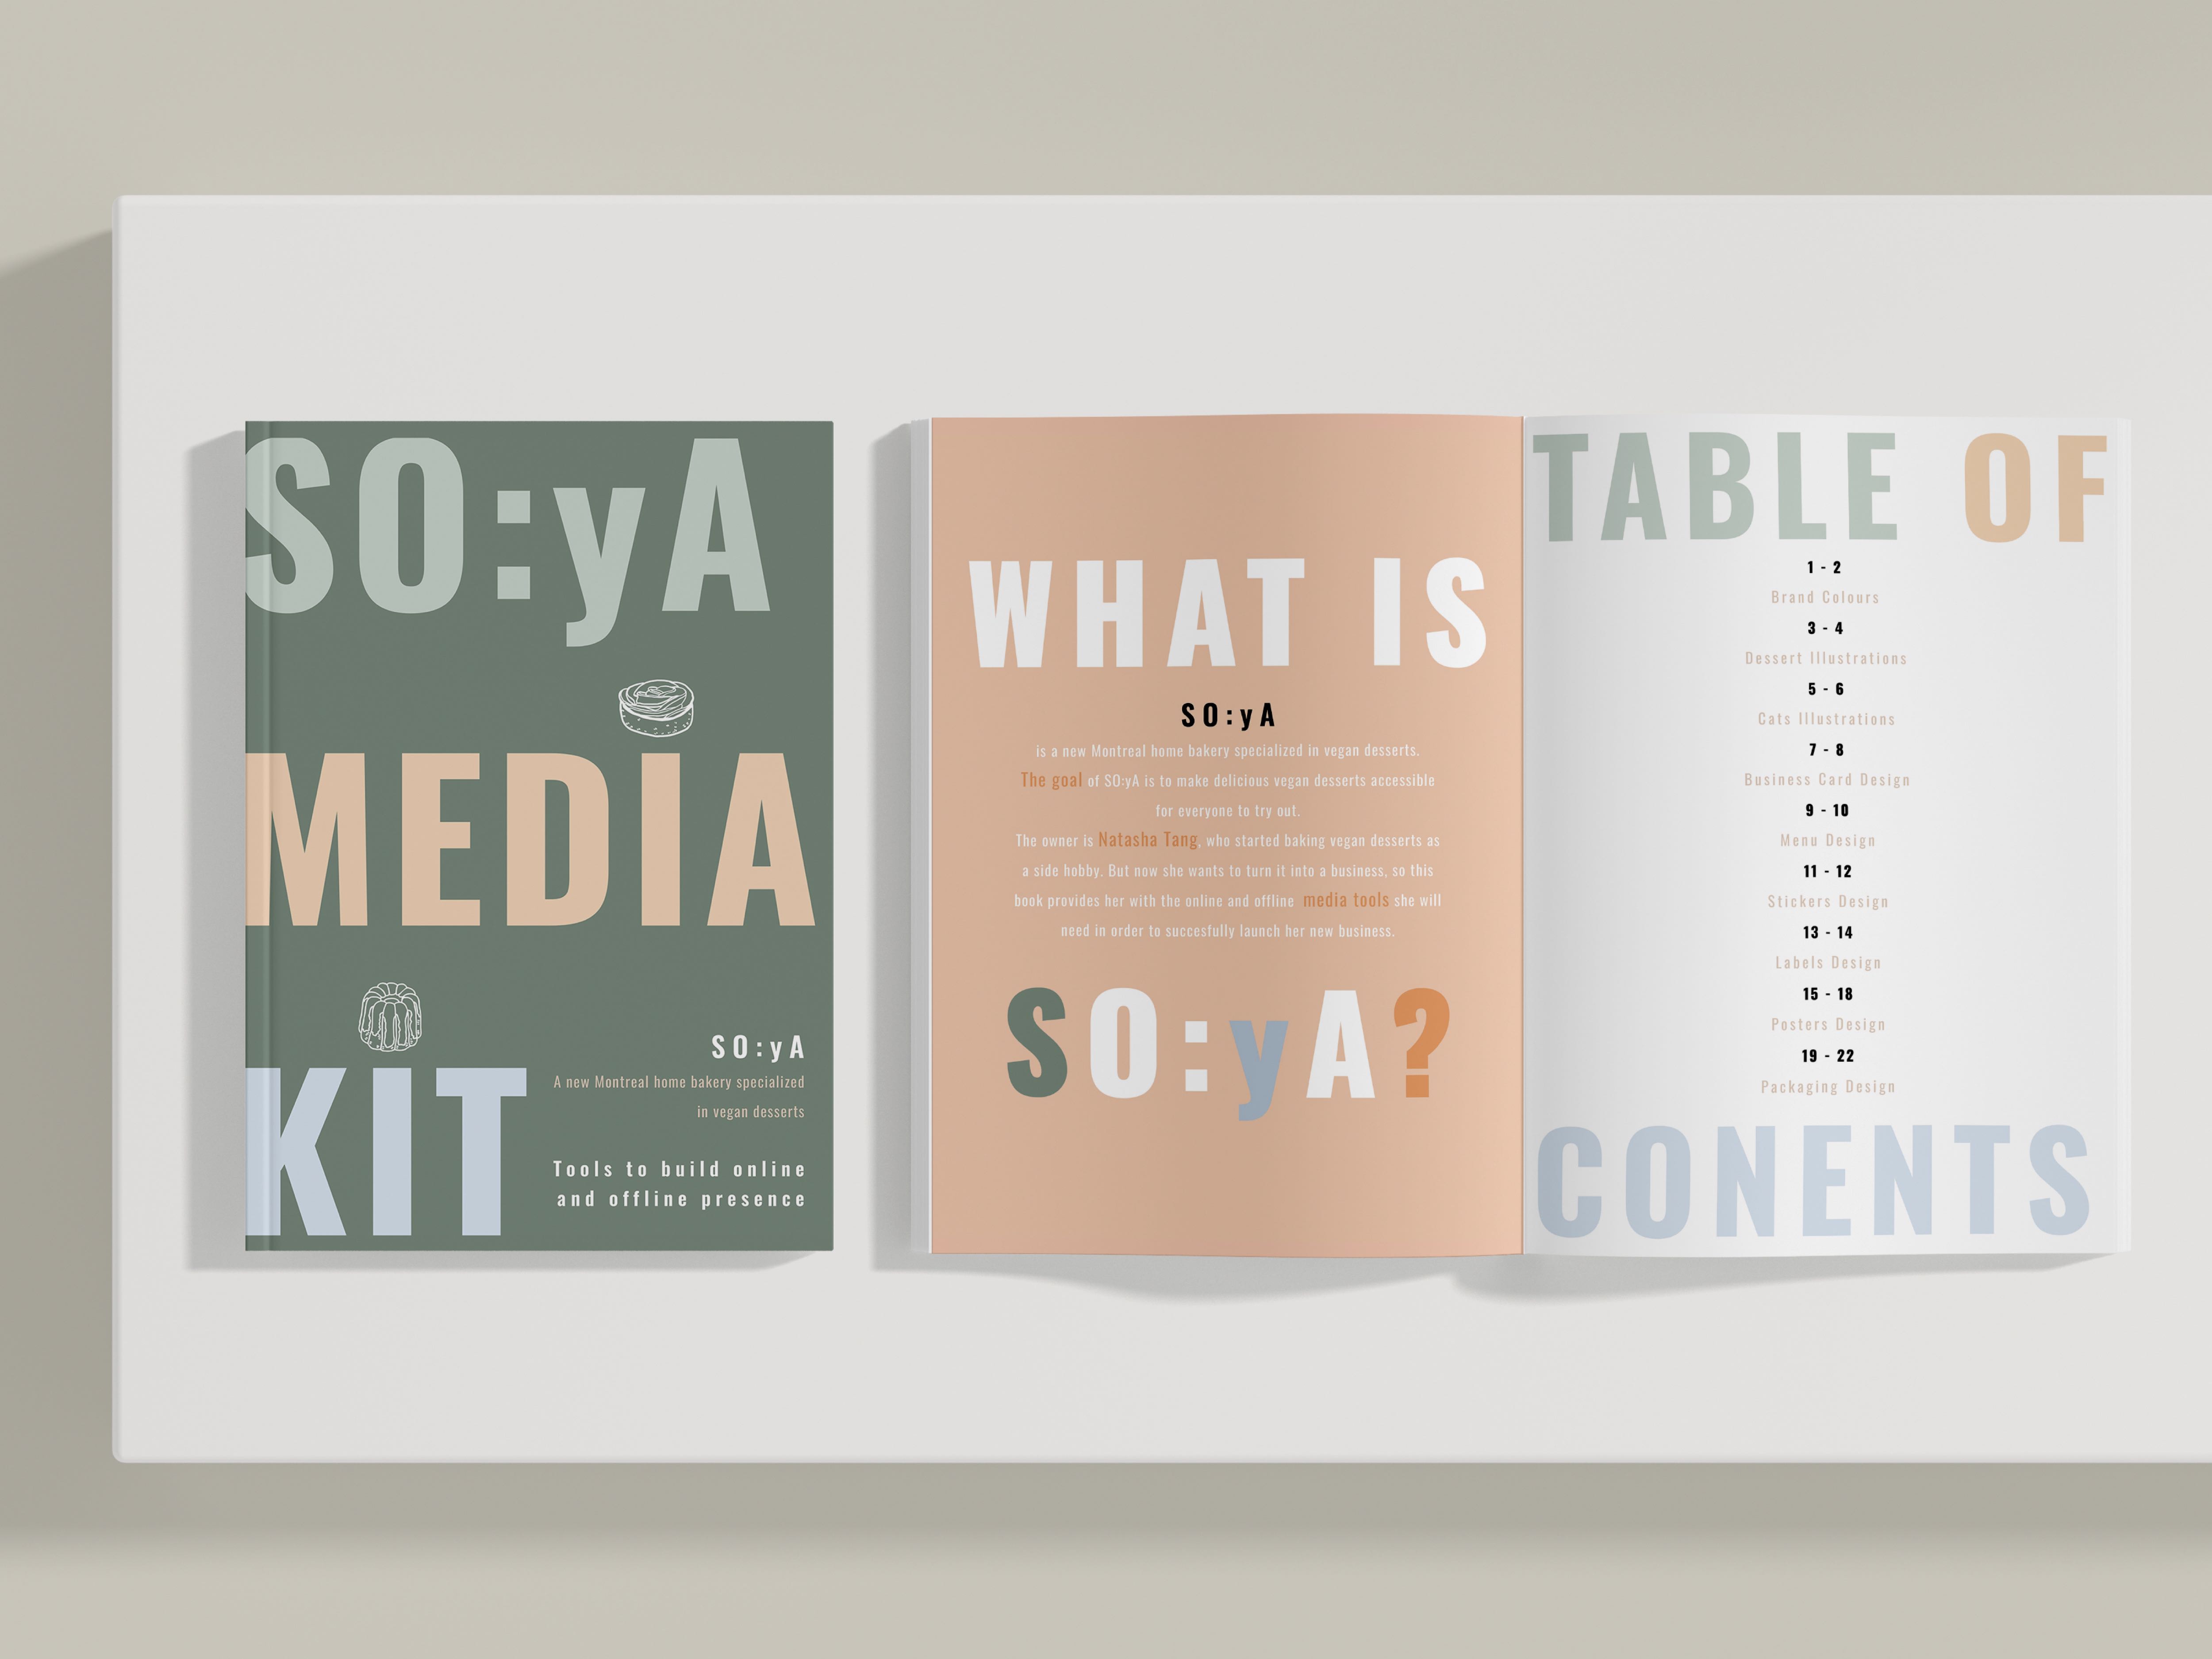 SO:yA
MEDIA
KIT
SO:yA
A new Montreal home bakery specialized
in vegan desserts
Tools to build online
and offline presence
WHAT IS
SO:yA
is a new Montreal home bakery specialized in vegan desserts.
The goal of SO:yA is to make delicious vegan desserts accessible
for everyone to try out.
The owner is Natasha Tang, who started baking vegan desserts as
a side hobby. But now she wants to turn it into a business, so this
book provides her with the online and offline media tools she will
need in order to succesfully launch her new business.
SO:yA?
TABLE OF
1 - 2
Brand Colours
3 - 4
Dessert Illustrations
5 - 6
Cats Illustrations
7 - 8
Business Card Design
9 - 10
Menu Design
11 - 12
Stickers Design
13 - 14
Labels Design
15 - 18
Posters Design
19 - 22
Packaging Design
CONENTS